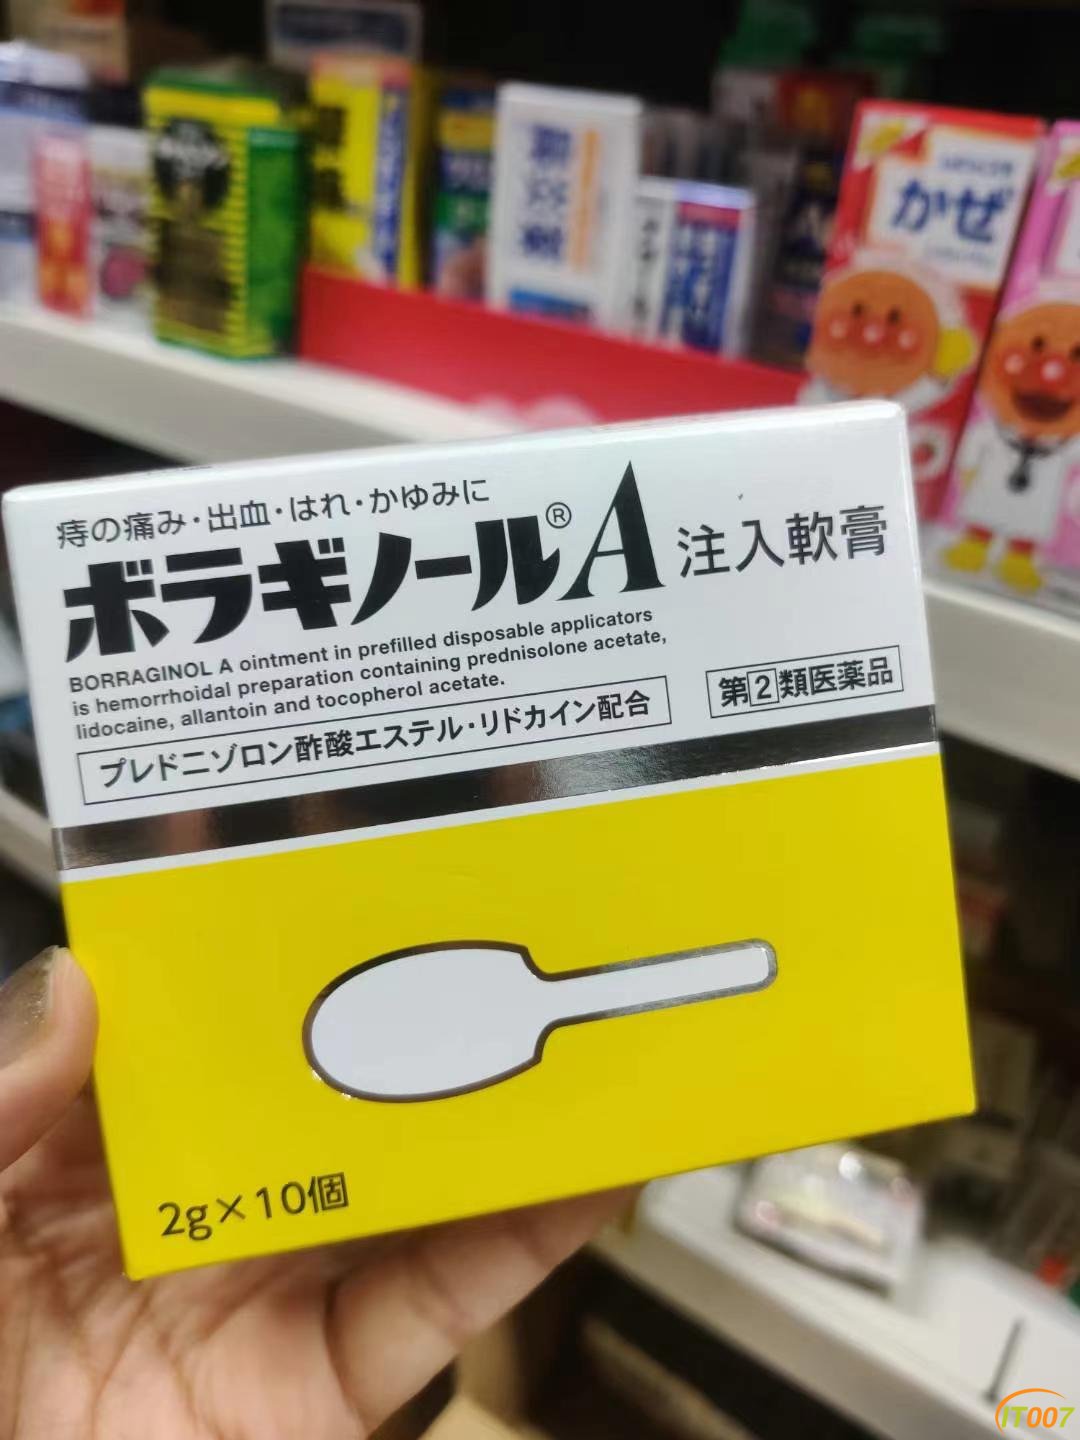 かぜ
痔の痛み・出血・はれ・かゆみに
ボラギノール®A 注入軟膏
BORRAGINOL A ointment in prefilled disposable applicators
is hemorrhoidal preparation containing prednisolone acetate,
lidocaine, allantoin and tocopherol acetate.
プレドニゾロン酢酸エステル・リドカイン配合
第②類医薬品
2g×10個
IT007